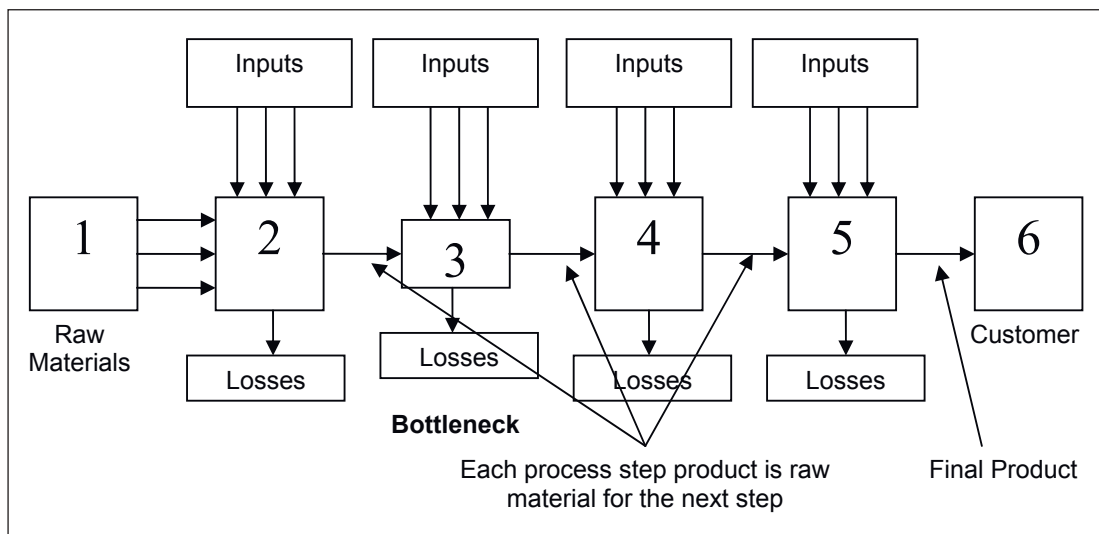 Inputs
Inputs
Inputs
Inputs
1
2
3
4
5
6
Raw
Materials
Customer
Losses
Losses
Losses
Losses
Bottleneck
Each process step product is raw
material for the next step
Final Product